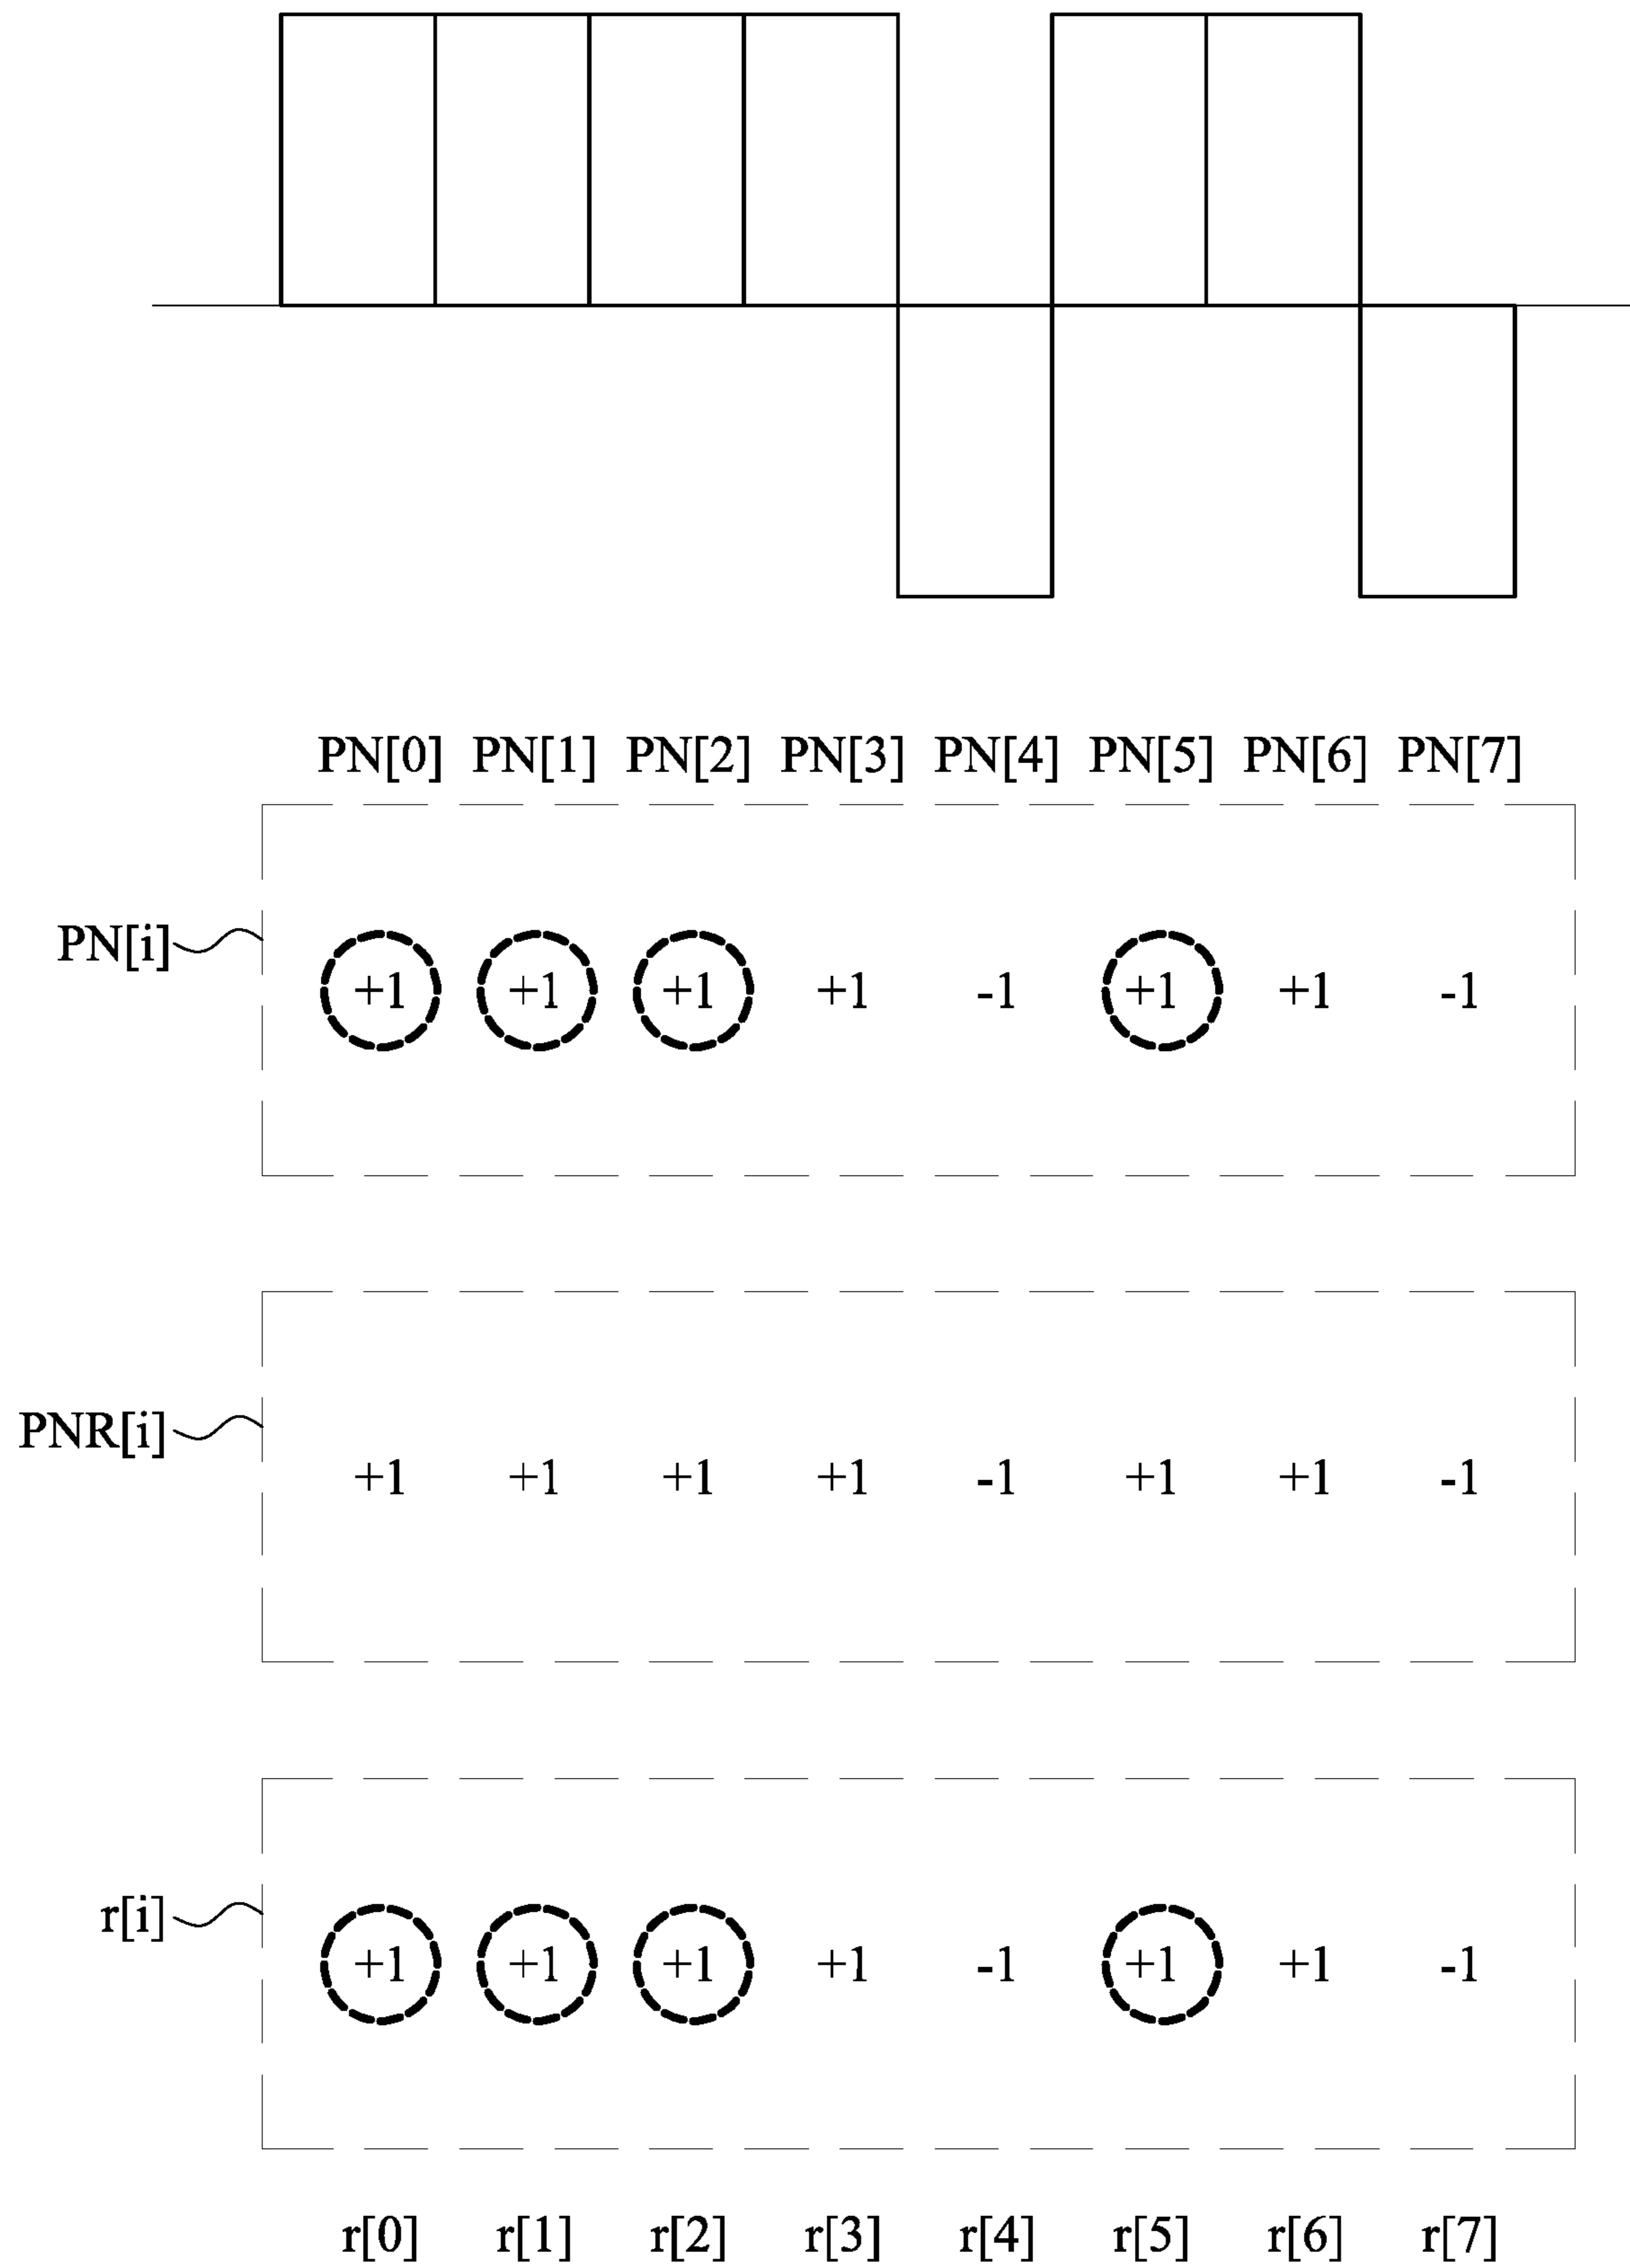 PN[0] PN[1] PN[2] PN[3] PN[4] PN[5] PN[6] PN[7]
PN[i]
+1 +1 +1 +1 -1 +1 +1 -1
PNR[i]
+1 +1 +1 +1 -1 +1 +1 -1
r[i]
+1 +1 +1 +1 -1 +1 +1 -1
r[0] r[1] r[2] r[3] r[4] r[5] r[6] r[7]